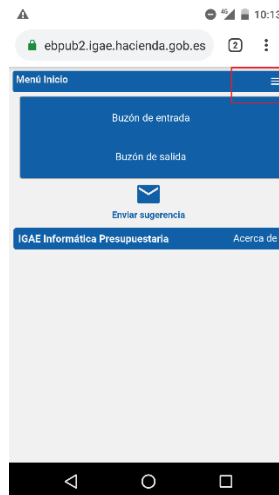 4G 10:13
ebpub2.igae.hacienda.gob.es 2
Menú Inicio
Buzón de entrada
Buzón de salida
Enviar sugerencia
IGAE Informática Presupuestaria Acerca de